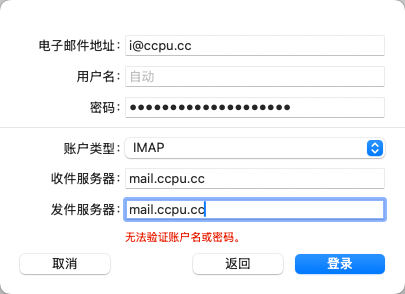 电子邮件地址: i@ccpu.cc
用户名: 自动
密码: ••••••••••••••••••••
账户类型: IMAP
收件服务器: mail.ccpu.cc
发件服务器: mail.ccpu.cc
无法验证账户名或密码。
取消 返回 登录